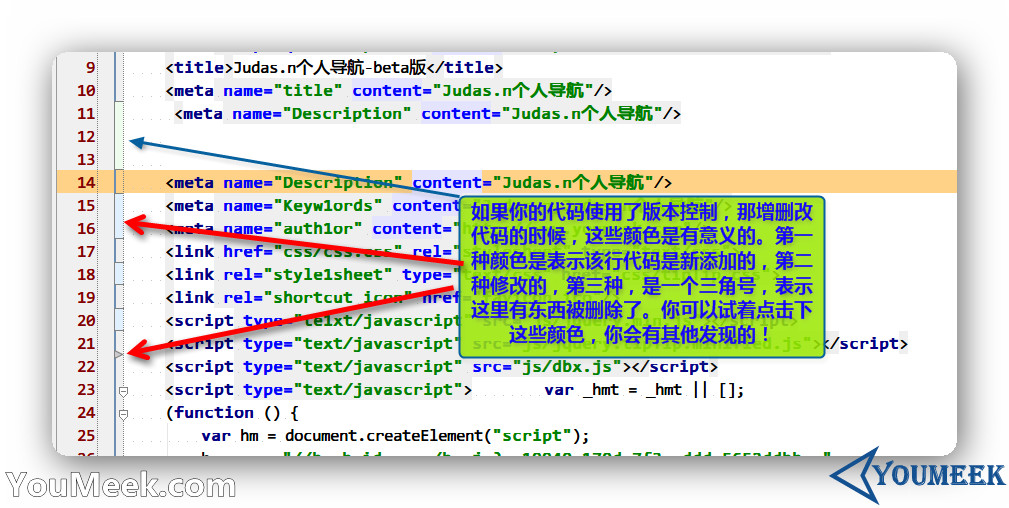 9 <title>Judas.n个人导航-beta版</title>
10 <meta name="title" content="Judas.n个人导航"/>
11 <meta name="Description" content="Judas.n个人导航"/>
12
13
14 <meta name="Description" content="Judas.n个人导航"/>
15 <meta name="Keyw1ords" content
16 <meta name="auth1or" content="
17 <link href="css/css.css" rel="
18 <link rel="style1sheet" type="
19 <link rel="shortcut icon" href
20 <script type="te1xt/javascript"
21 <script type="text/javascript" </script>
22 <script type="text/javascript" src="js/dbx.js"></script>
23 <script type="text/javascript"> var _hmt = _hmt || [];
24 (function () {
25 var hm = document.createElement("script");
如果你的代码使用了版本控制，那增删改
代码的时候，这些颜色是有意义的。第一
种颜色是表示该行代码是新添加的，第二
种修改的，第三种，是一个三角号，表示
这里有东西被删除了。你可以试着点击下
这些颜色，你会有其他发现的！
YouMeek.com
YOUMEEK